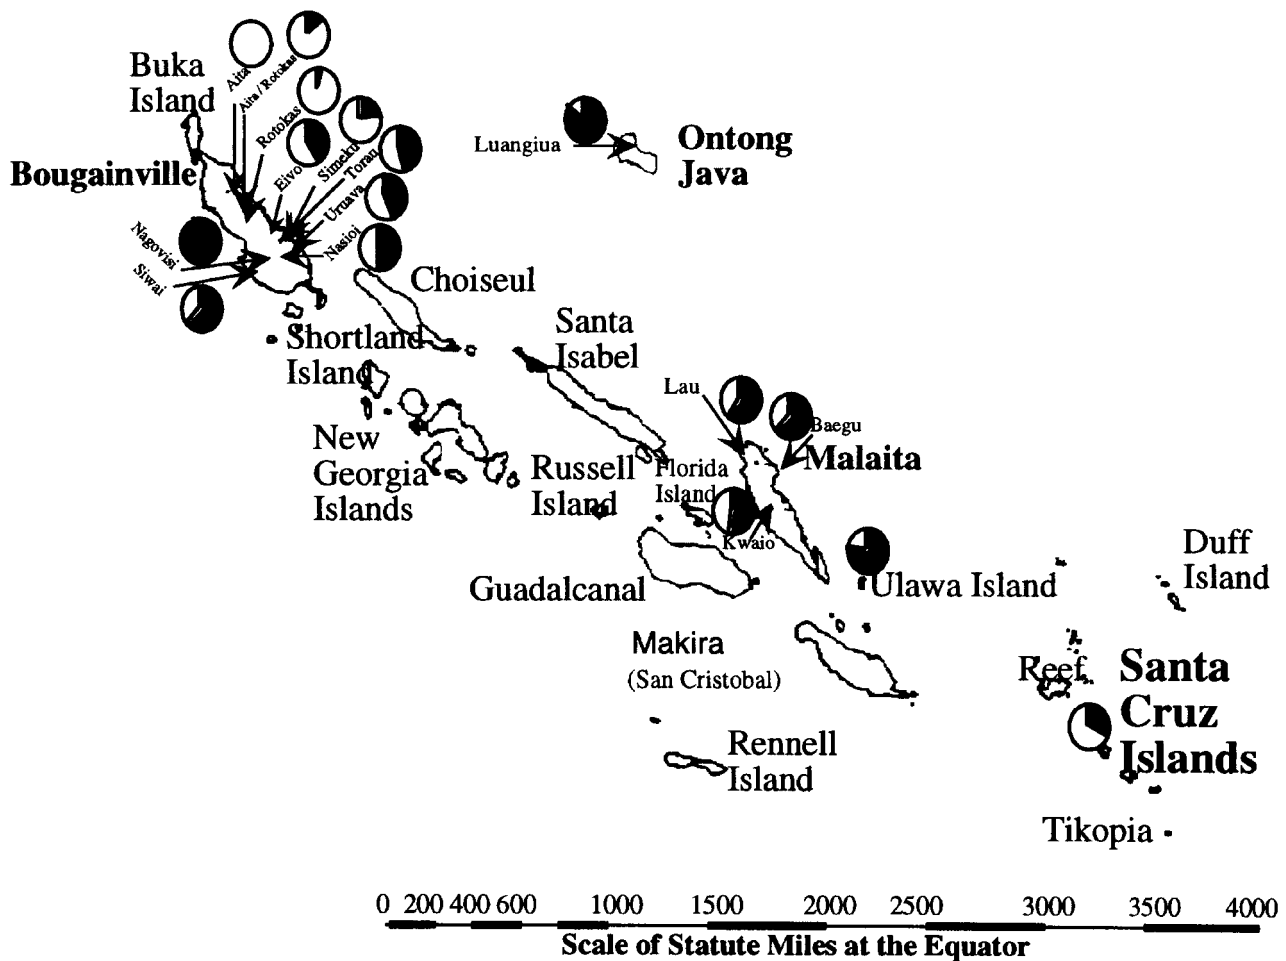 Aita
Aita / Rotokas
Buka
Island
Rotokas
Simeku
Toran
Eivo
Uruava
Nasioi
Bougainville
Nagovisi
Siwai
Luangiua
Ontong
Java
Choiseul
Shortland
Island
Santa
Isabel
Lau
Baegu
Malaita
New
Georgia
Islands
Russell
Island
Florida
Island
Kwaio
Guadalcanal
Ulawa Island
Duff
Island
Makira
(San Cristobal)
Reef
Santa
Cruz
Islands
Rennell
Island
Tikopia
0 200 400 600 1000 1500 2000 2500 3000 3500 4000
Scale of Statute Miles at the Equator